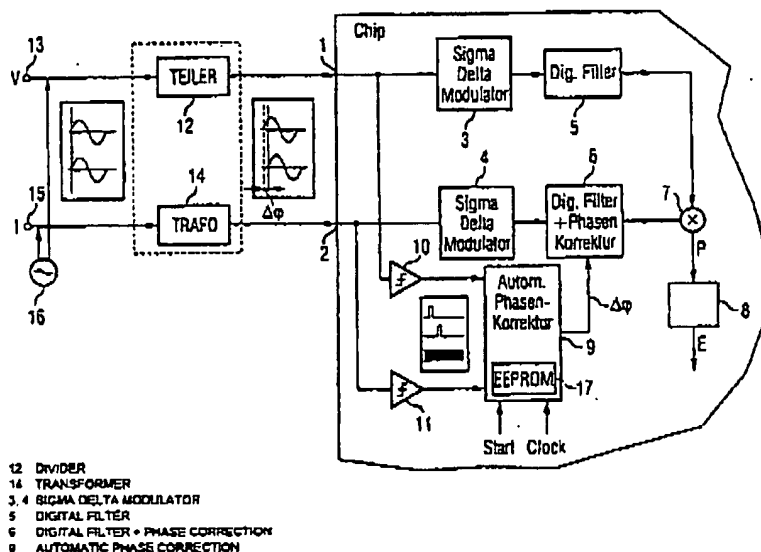 Chip
13
V
TEILER
12
1
Sigma
Delta
Modulator
3
Dig. Filler
5
Δφ
15
I
14
TRAFO
16
2
4
Sigma
Delta
Modulator
6
Dig. Filter
+Phasen
Korrektur
7
X
P
10
Autom.
Phasen-
Korrektur
9
EEPROM
17
Δφ
8
E
11
Start Clock
12 DIVIDER
14 TRANSFORMER
3, 4 SIGMA DELTA MODULATOR
5 DIGITAL FILTER
6 DIGITAL FILTER + PHASE CORRECTION
9 AUTOMATIC PHASE CORRECTION